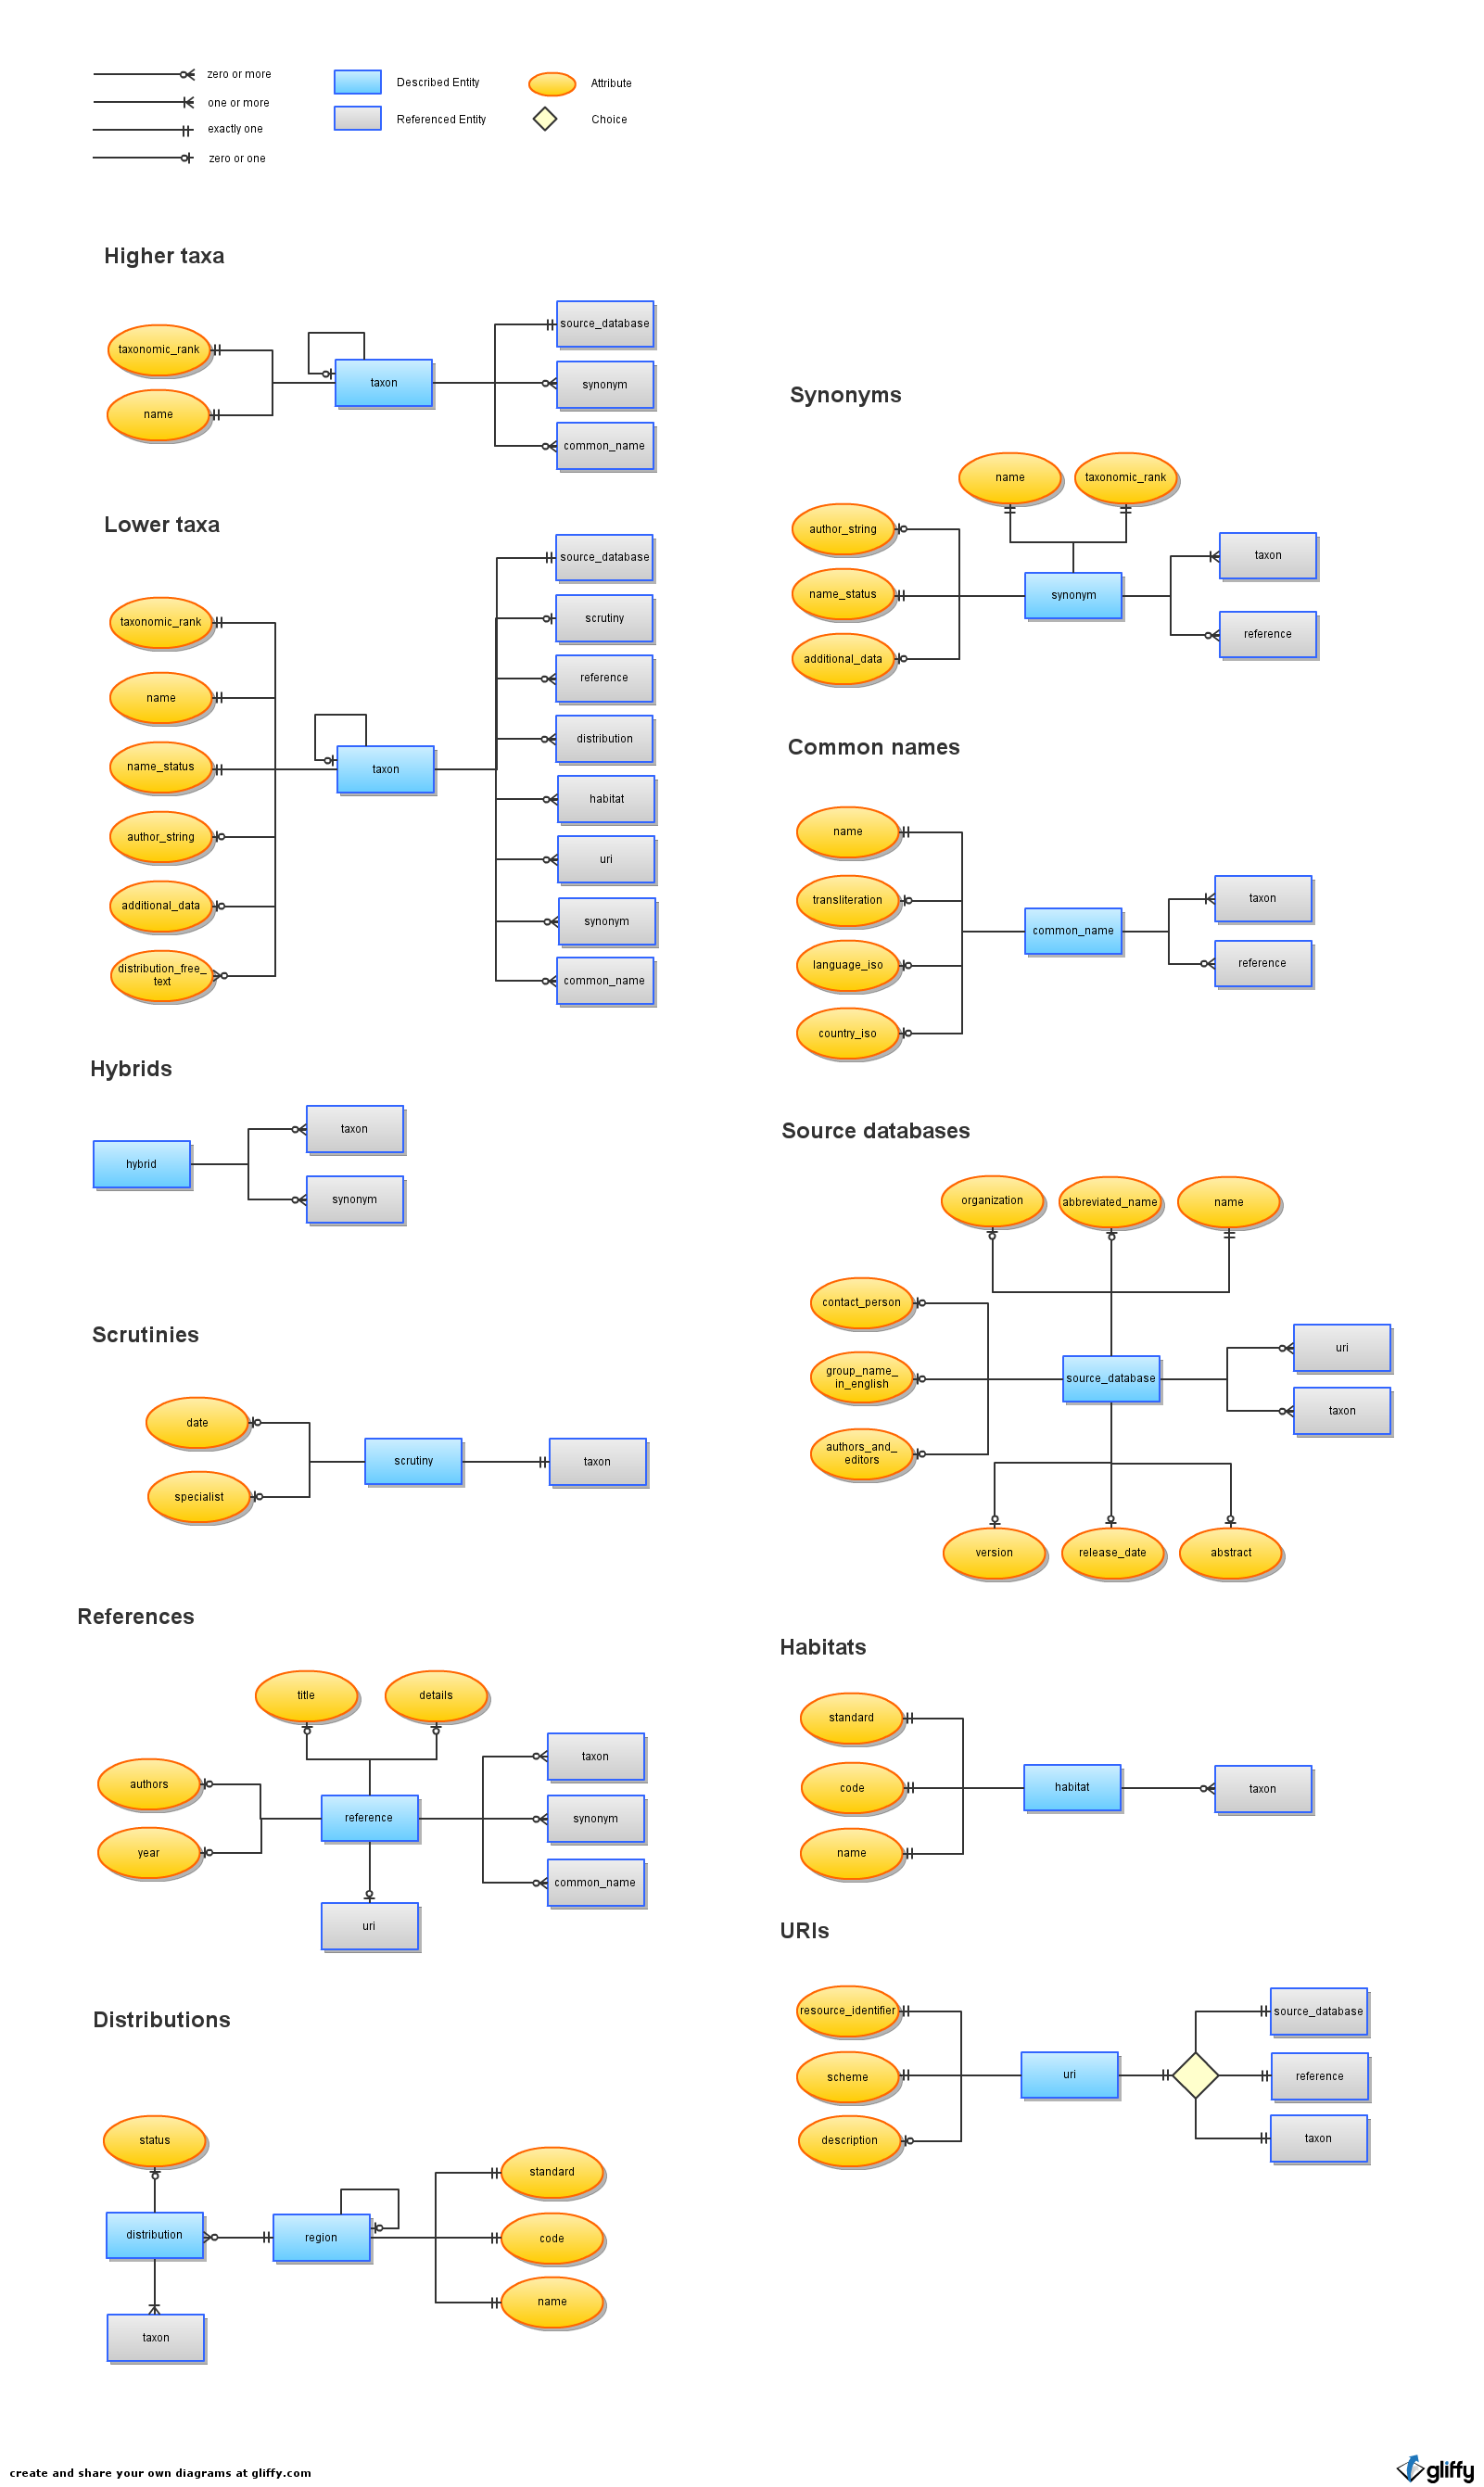 zero or more
one or more
exactly one
zero or one
Described Entity
Referenced Entity
Attribute
Choice
Higher taxa
taxonomic_rank
name
taxon
source_database
synonym
common_name
Lower taxa
taxonomic_rank
name
name_status
author_string
additional_data
distribution_free_
text
taxon
source_database
scrutiny
reference
distribution
habitat
uri
synonym
common_name
Hybrids
hybrid
taxon
synonym
Scrutinies
date
specialist
scrutiny
taxon
References
title
details
authors
year
reference
taxon
synonym
common_name
uri
Distributions
status
distribution
region
standard
code
name
taxon
Synonyms
name
taxonomic_rank
author_string
name_status
additional_data
synonym
taxon
reference
Common names
name
transliteration
language_iso
country_iso
common_name
taxon
reference
Source databases
organization
abbreviated_name
name
contact_person
group_name_
in_english
authors_and_
editors
source_database
uri
taxon
version
release_date
abstract
Habitats
standard
code
name
habitat
taxon
URIs
resource_identifier
scheme
description
uri
source_database
reference
taxon
create and share your own diagrams at gliffy.com
gliffy